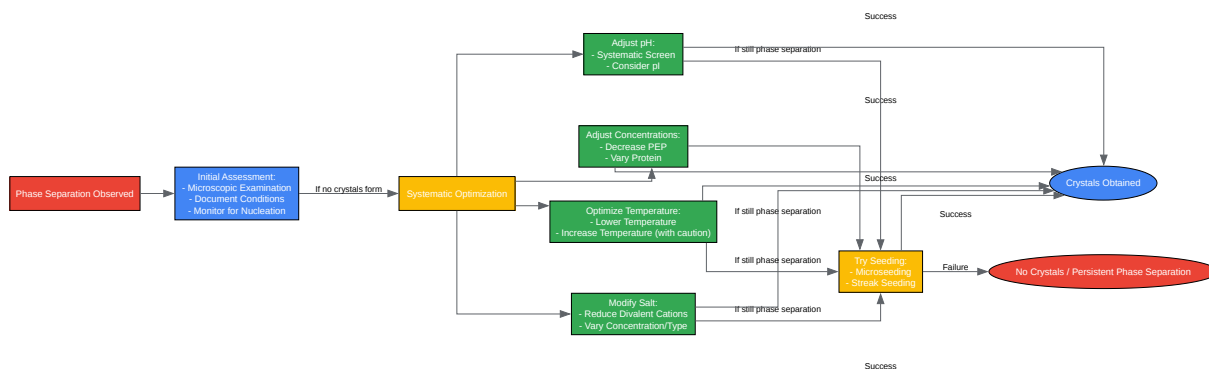 Phase Separation Observed
Initial Assessment:
- Microscopic Examination
- Document Conditions
- Monitor for Nucleation
If no crystals form
Systematic Optimization
Adjust pH:
- Systematic Screen
- Consider pI
Adjust Concentrations:
- Decrease PEP
- Vary Protein
Optimize Temperature:
- Lower Temperature
- Increase Temperature (with caution)
Modify Salt:
- Reduce Divalent Cations
- Vary Concentration/Type
Success
If still phase separation
Success
Success
If still phase separation
Success
If still phase separation
If still phase separation
Success
Try Seeding:
- Microseeding
- Streak Seeding
Failure
Crystals Obtained
No Crystals / Persistent Phase Separation